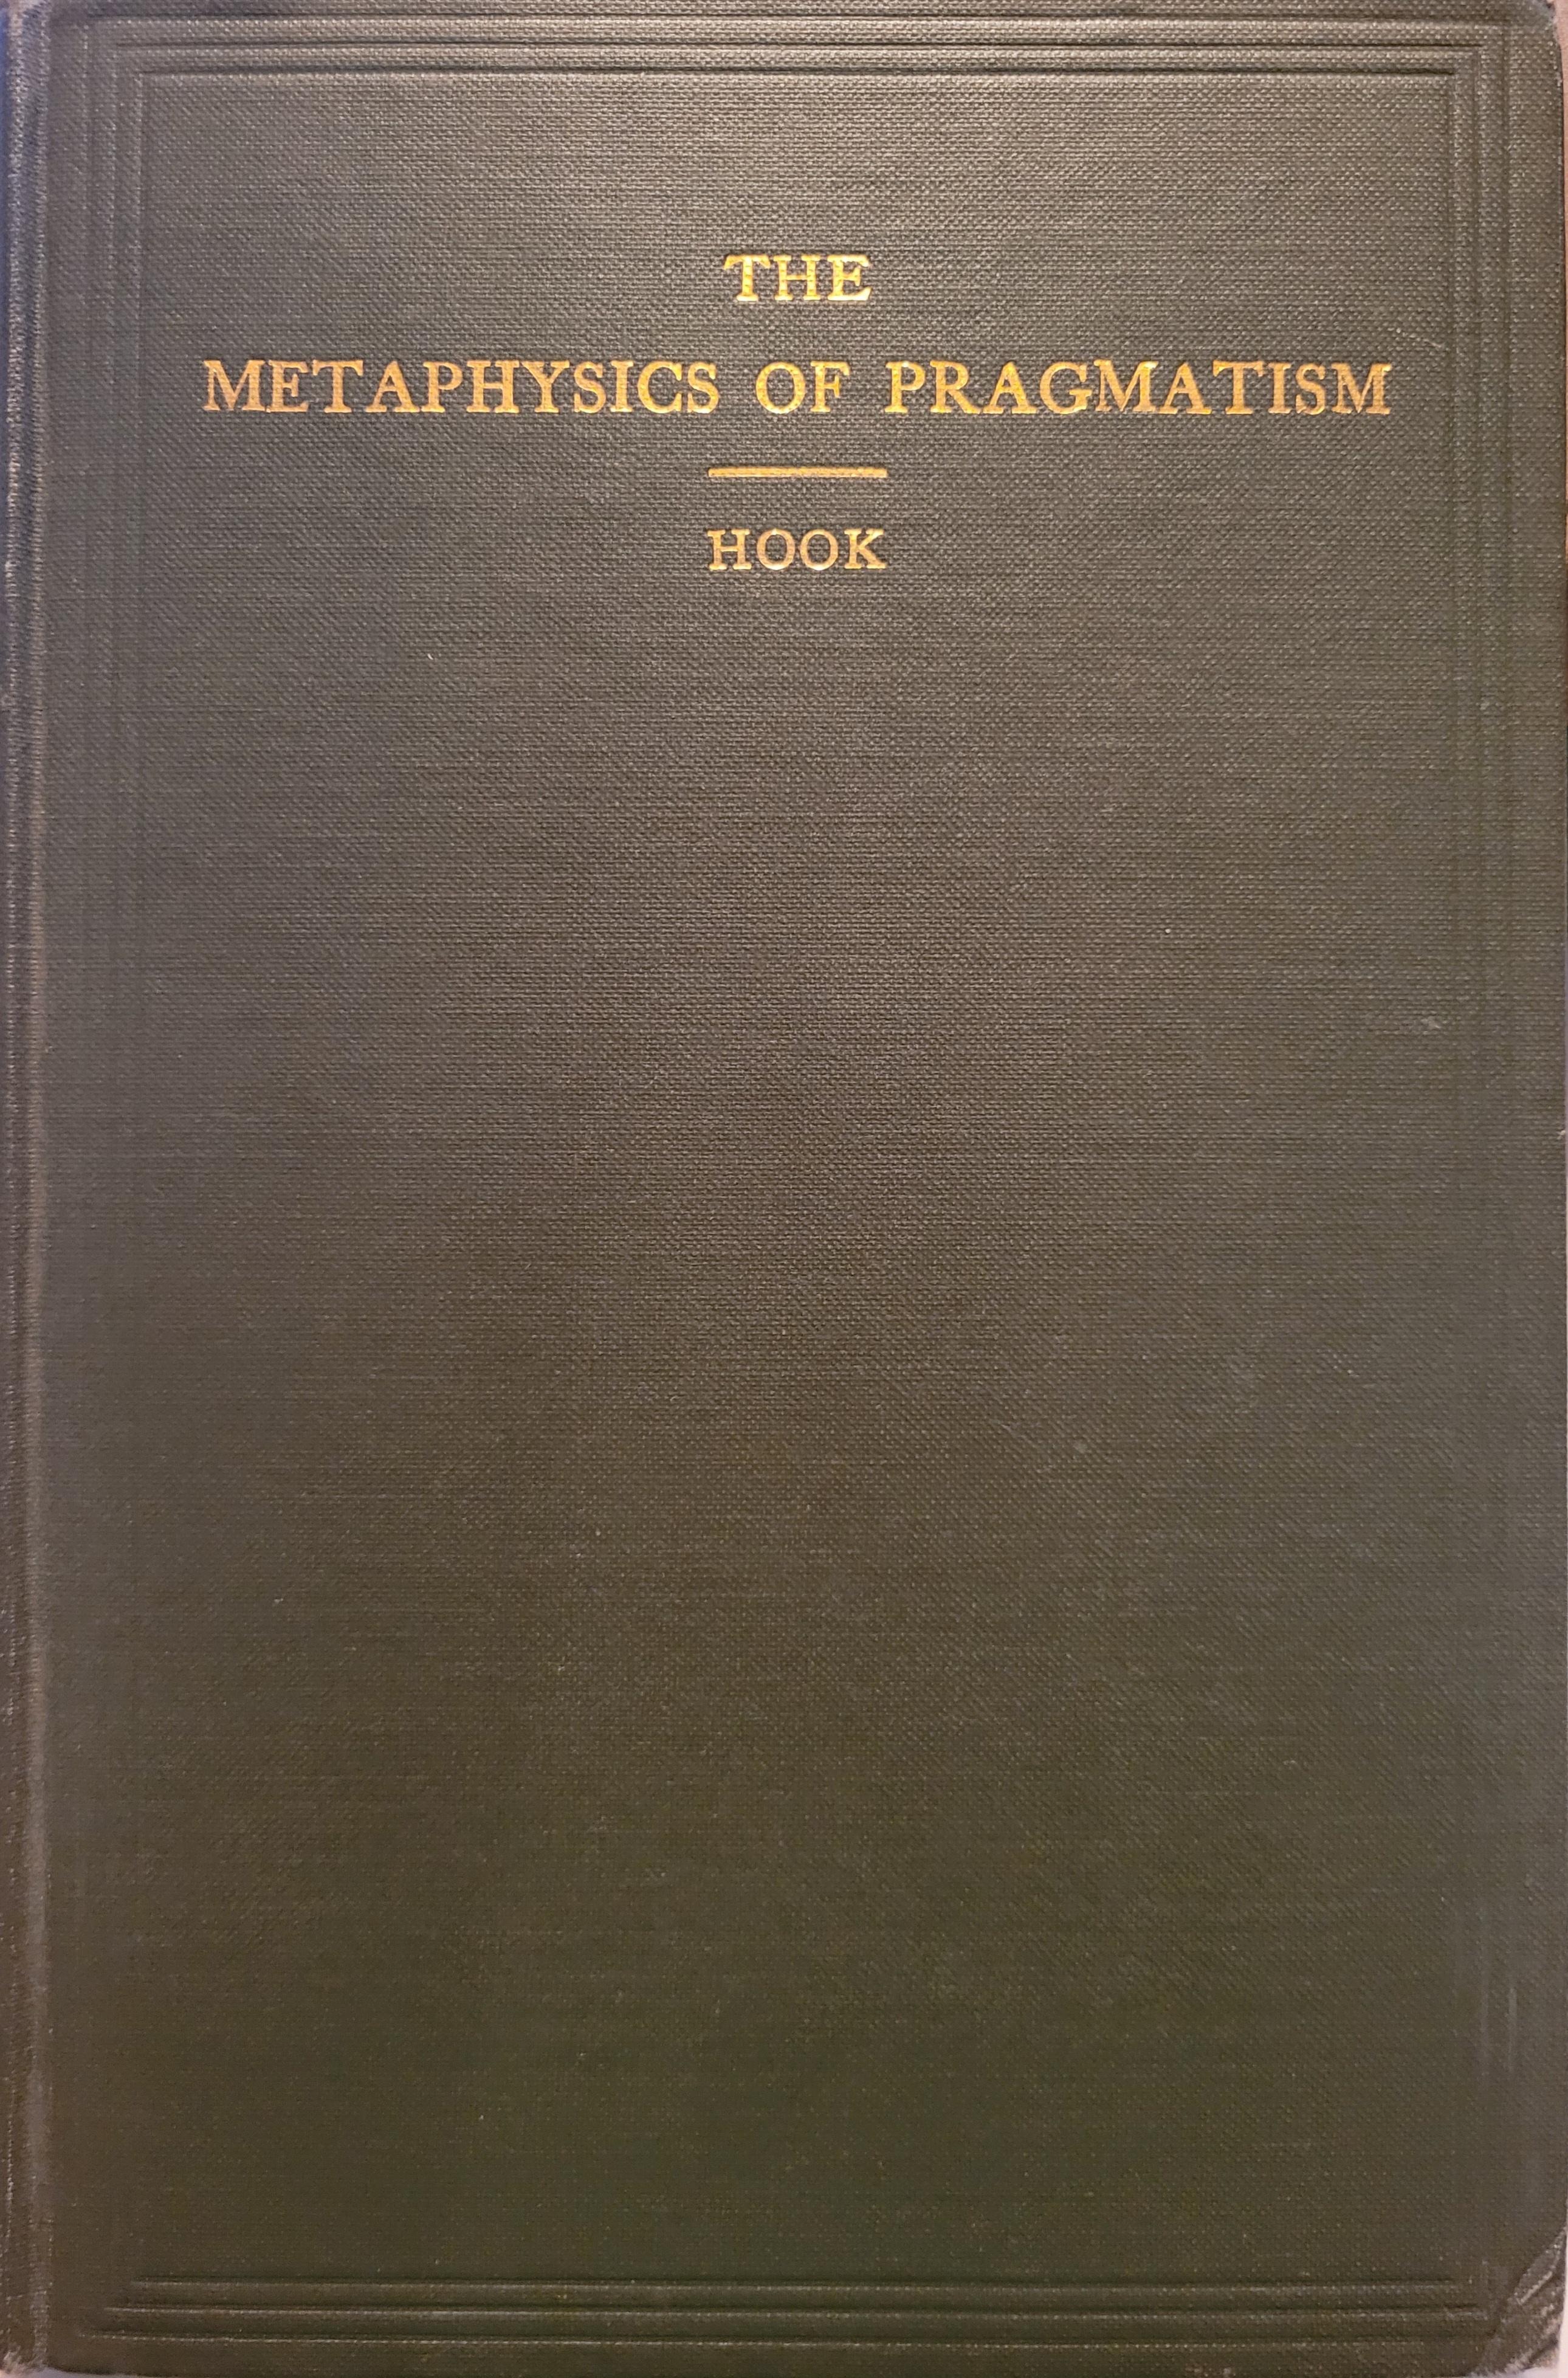 THE
METAPHYSICS OF PRAGMATISM
HOOK